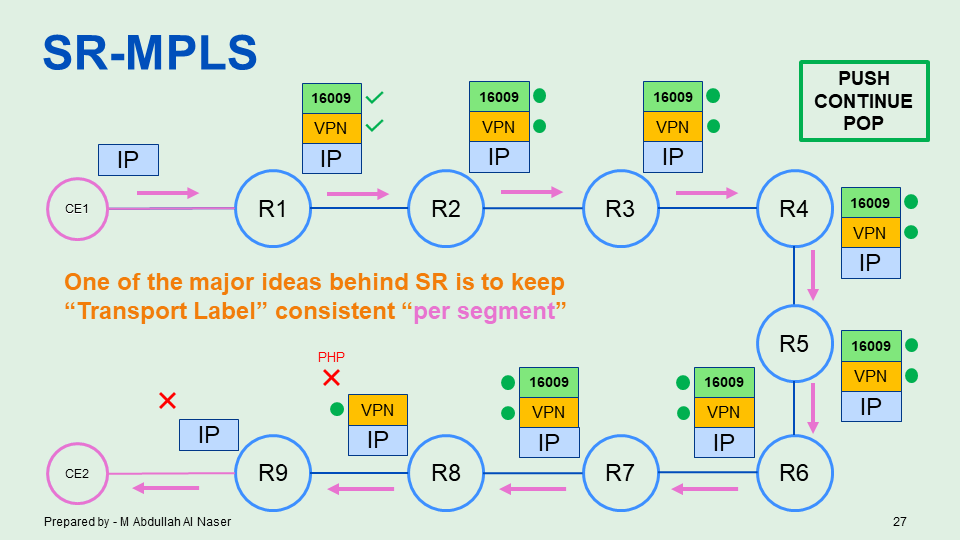 SR-MPLS
PUSH
CONTINUE
POP
16009
VPN
IP
16009
VPN
IP
16009
VPN
IP
IP
CE1
R1
R2
R3
R4
16009
VPN
IP
One of the major ideas behind SR is to keep
“Transport Label” consistent “per segment”
R5
16009
VPN
IP
PHP
VPN
IP
16009
VPN
IP
16009
VPN
IP
IP
CE2
R9
R8
R7
R6
Prepared by - M Abdullah Al Naser
27